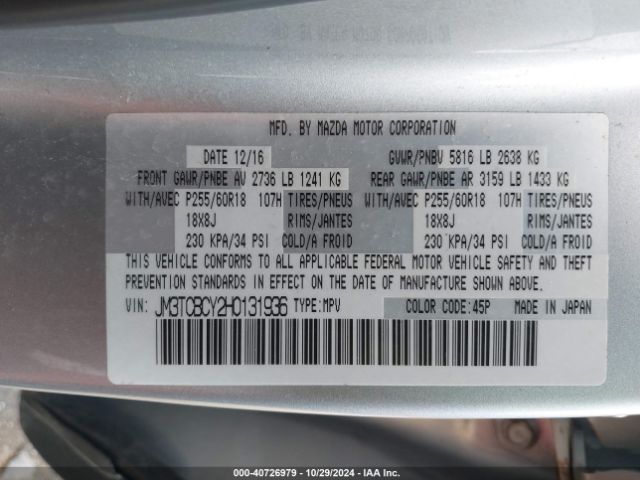 MFD. BY MAZDA MOTOR CORPORATION
DATE 12/16 GVWR/PNBV 5816 LB 2638 KG
FRONT GAWR/PNBE AV 2736 LB 1241 KG REAR GAWR/PNBE AR 3159 LB 1433 KG
WITH/AVEC P255/60R18 107H TIRES/PNEUS WITH/AVEC P255/60R18 107H TIRES/PNEUS
18X8J RIMS/JANTES 18X8J RIMS/JANTES
230 KPA/34 PSI COLD/A FROID 230 KPA/34 PSI COLD/A FROID
THIS VEHICLE CONFORMS TO ALL APPLICABLE FEDERAL MOTOR VEHICLE SAFETY AND THEFT
PREVENTION STANDARDS IN EFFECT ON THE DATE OF MANUFACTURE SHOWN ABOVE.
VIN: JM3TCBCY2H0131936 TYPE:MPV COLOR CODE:45P MADE IN JAPAN
000-40726979 - 10/29/2024 - IAA Inc.